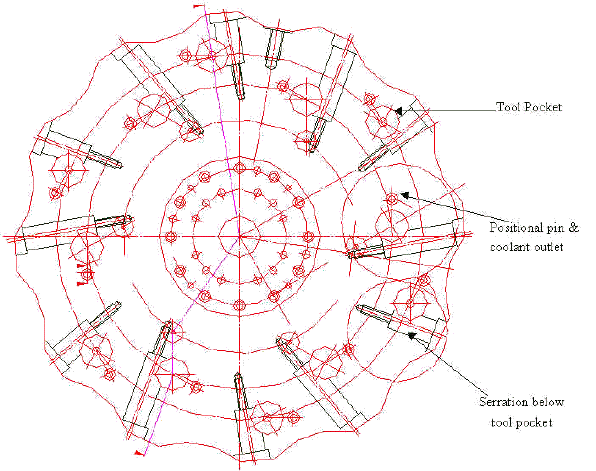 Tool Pocket
Positional pin &
coolant outlet
Serration below
tool pocket